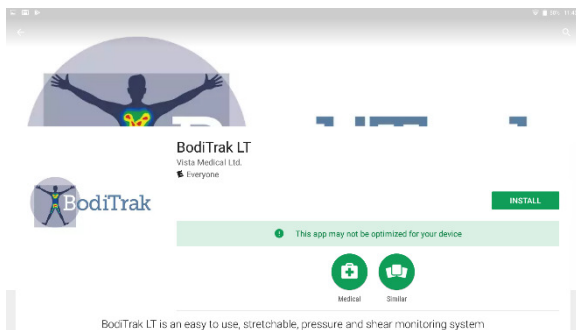 BodiTrak LT
Vista Medical Ltd.
Everyone
BodiTrak
INSTALL
This app may not be optimized for your device
Medical Similar
BodiTrak LT is an easy to use, stretchable, pressure and shear monitoring system